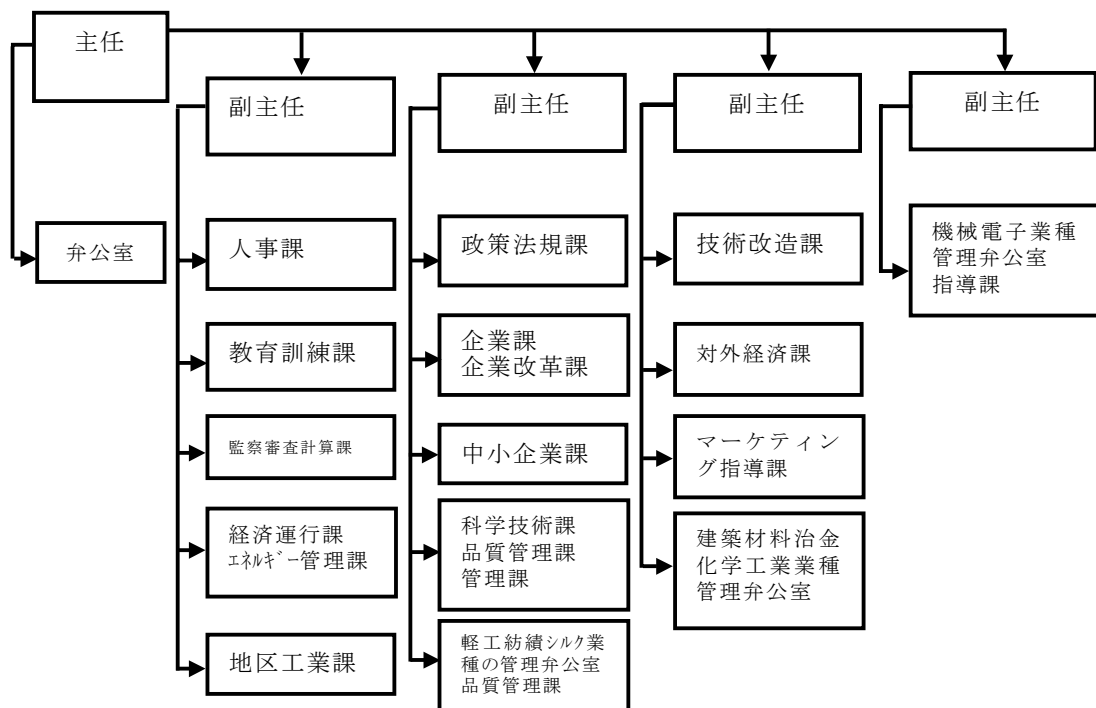 主任
副主任
副主任
副主任
副主任
弁公室
人事課
教育訓練課
監察審査計算課
経済運行課
エネルギー管理課
地区工業課
政策法規課
企業課
企業改革課
中小企業課
科学技術課
品質管理課
管理課
軽工紡績シルク業
種の管理弁公室
品質管理課
技術改造課
対外経済課
マーケティン
グ指導課
建築材料治金
化学工業業種
管理弁公室
機械電子業種
管理弁公室
指導課